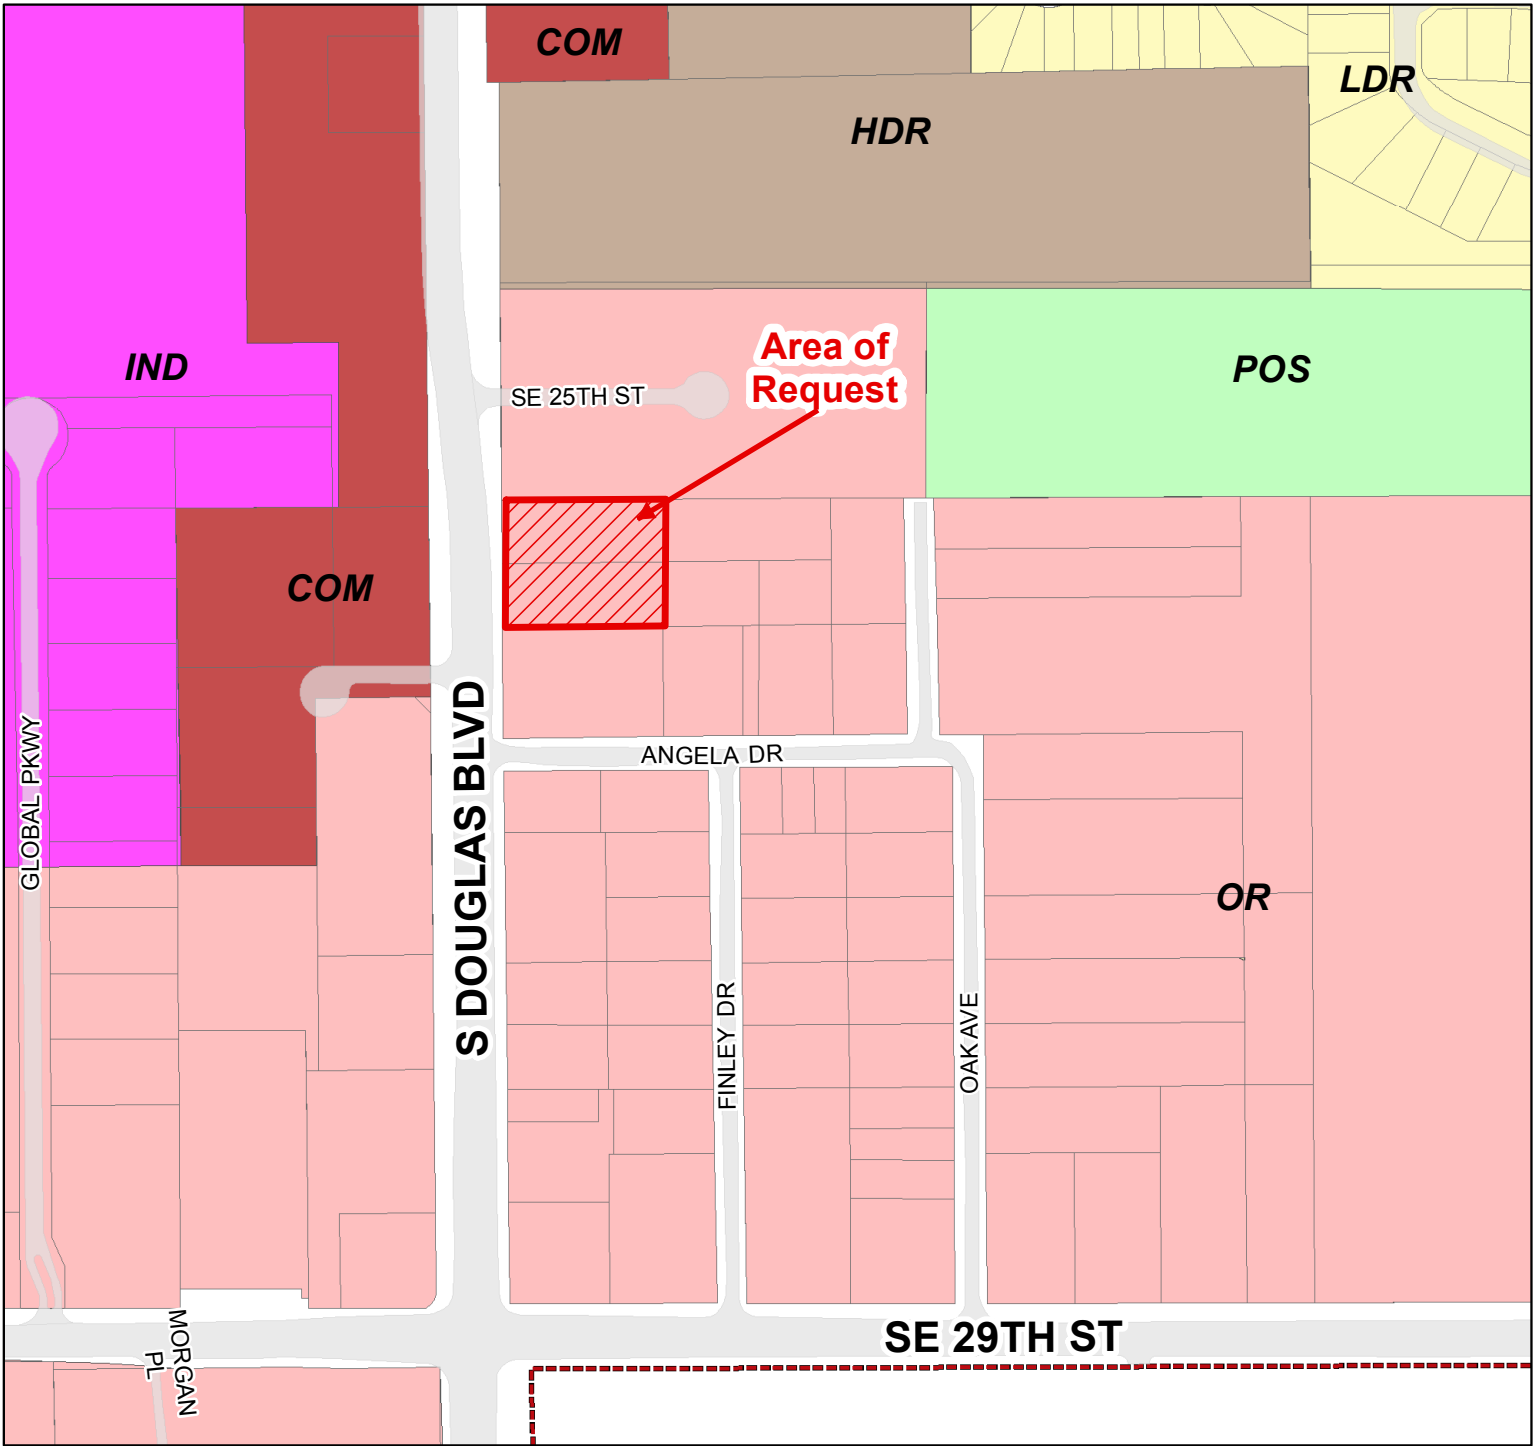 COM
LDR
HDR
Area of
Request
IND
POS
SE 25TH ST
COM
S DOUGLAS BLVD
ANGELA DR
GLOBAL PKWY
OR
FINLEY DR
OAK AVE
SE 29TH ST
MORGAN
PL